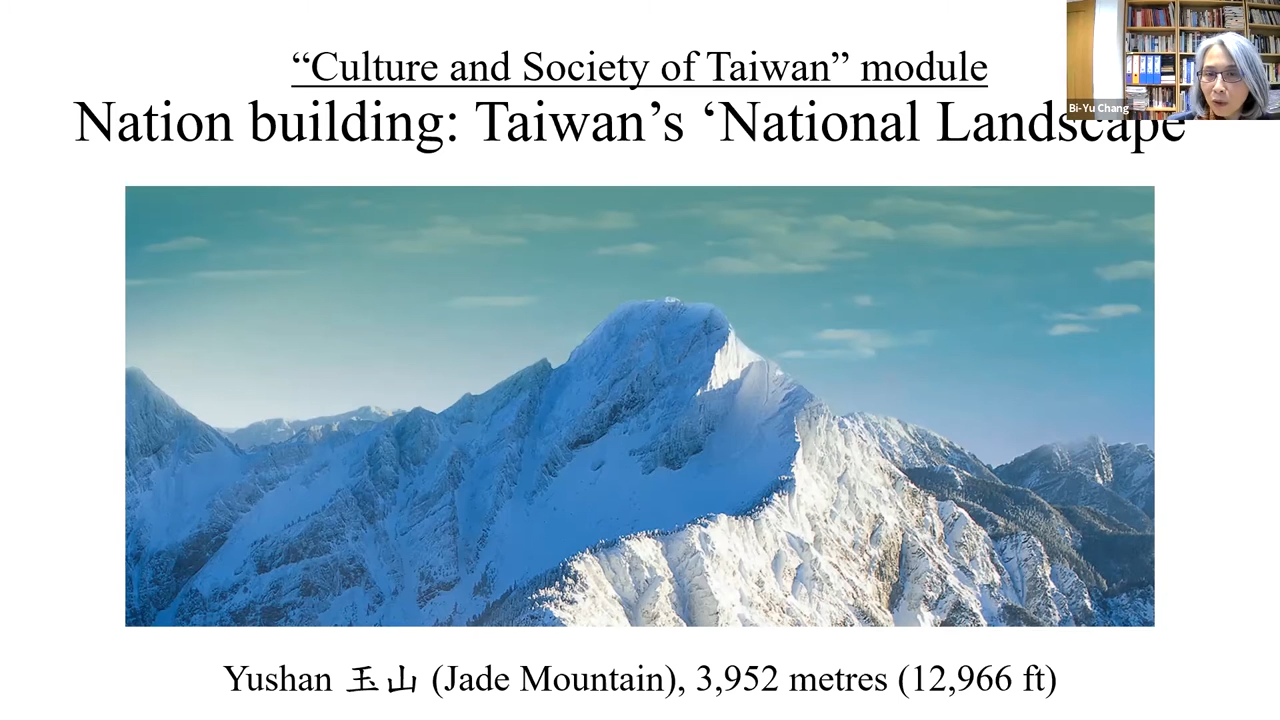 “Culture and Society of Taiwan” module
Nation building: Taiwan’s ‘National Landscape’
Bi-Yu Chang
Yushan 玉山 (Jade Mountain), 3,952 metres (12,966 ft)